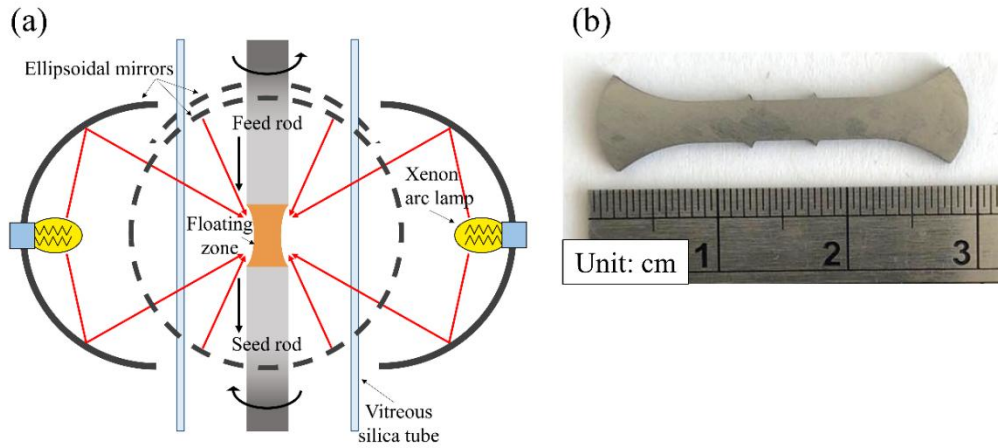 (a)
Ellipsoidal mirrors
Feed rod
Xenon
arc lamp
Floating
zone
Seed rod
Vitreous
silica tube
(b)
1 2 3
Unit: cm